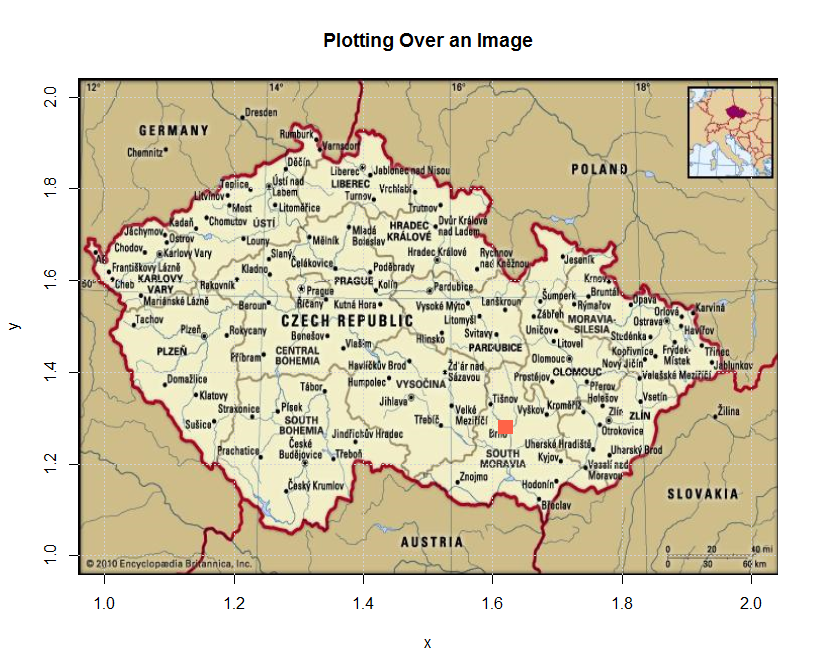 Plotting Over an Image
12° 14° 16° 18°
Dresden
GERMANY
Rumburk
Varnsdorf
Chemnitz
Děčín
POLAND
Liberec
Jablonec nad Nisou
Teplice
Ústí nad
Labem
LIBEREC
Vrchlabí
Litvínov
Turnov
Most
Litoměřice
Trutnov
Chomutov
ÚSTÍ
Dvůr Králové
nad Labem
Kadaň
Mladá
Boleslav
HRADEC
KRÁLOVÉ
Jáchymov
Ostrov
Louny
Mělník
Chodov
Karlovy Vary
Slaný
Hradec Králové
Rychnov
nad Kněžnou
Jeseník
Čelákovice
Františkovy Lázně
Kladno
Poděbrady
50°
Cheb
KARLOVY
VARY
Rakovník
PRAGUE
Kolín
Pardubice
Krnov
Prague
Bruntál
Mariánské Lázně
Beroun
Říčany
Kutná Hora
Vysoké Mýto
Lanškroun
Šumperk
Rýmařov
Opava
Orlová
Karviná
Tachov
CZECH REPUBLIC
Litomyšl
Zábřeh
MORAVIA-
SILESIA
Ostrava
Havířov
Plzeň
Rokycany
Benešov
Hlinsko
Svitavy
Uničov
Studénka
Vlašim
Litovel
PLZEŇ
Příbram
CENTRAL
BOHEMIA
PARDUBICE
Kopřivnice
Frýdek-
Místek
Třinec
Olomouc
Nový Jičín
Jablunkov
Havlíčkův Brod
Žďár nad
Sázavou
OLOMOUC
Domažlice
Humpolec
VYSOČINA
Prostějov
Valašské Meziříčí
Tábor
Přerov
Klatovy
Jihlava
Tišnov
Holešov
Vsetín
Strakonice
Písek
Velké
Meziříčí
Vyškov
Kroměříž
Zlín
ZLÍN
Žilina
Sušice
SOUTH
BOHEMIA
Třebíč
Brno
Otrokovice
Jindřichův Hradec
Prachatice
České
Budějovice
Třeboň
SOUTH
MORAVIA
Uherské Hradiště
Uharský Brod
Kyjov
Veselí nad
Moravou
Český Krumlov
Znojmo
Hodonín
SLOVAKIA
Břeclav
AUSTRIA
0 20 40 mi
0 30 60 km
© 2010 Encyclopædia Britannica, Inc.
y
2.0
1.8
1.6
1.4
1.2
1.0
1.0 1.2 1.4 1.6 1.8 2.0
x